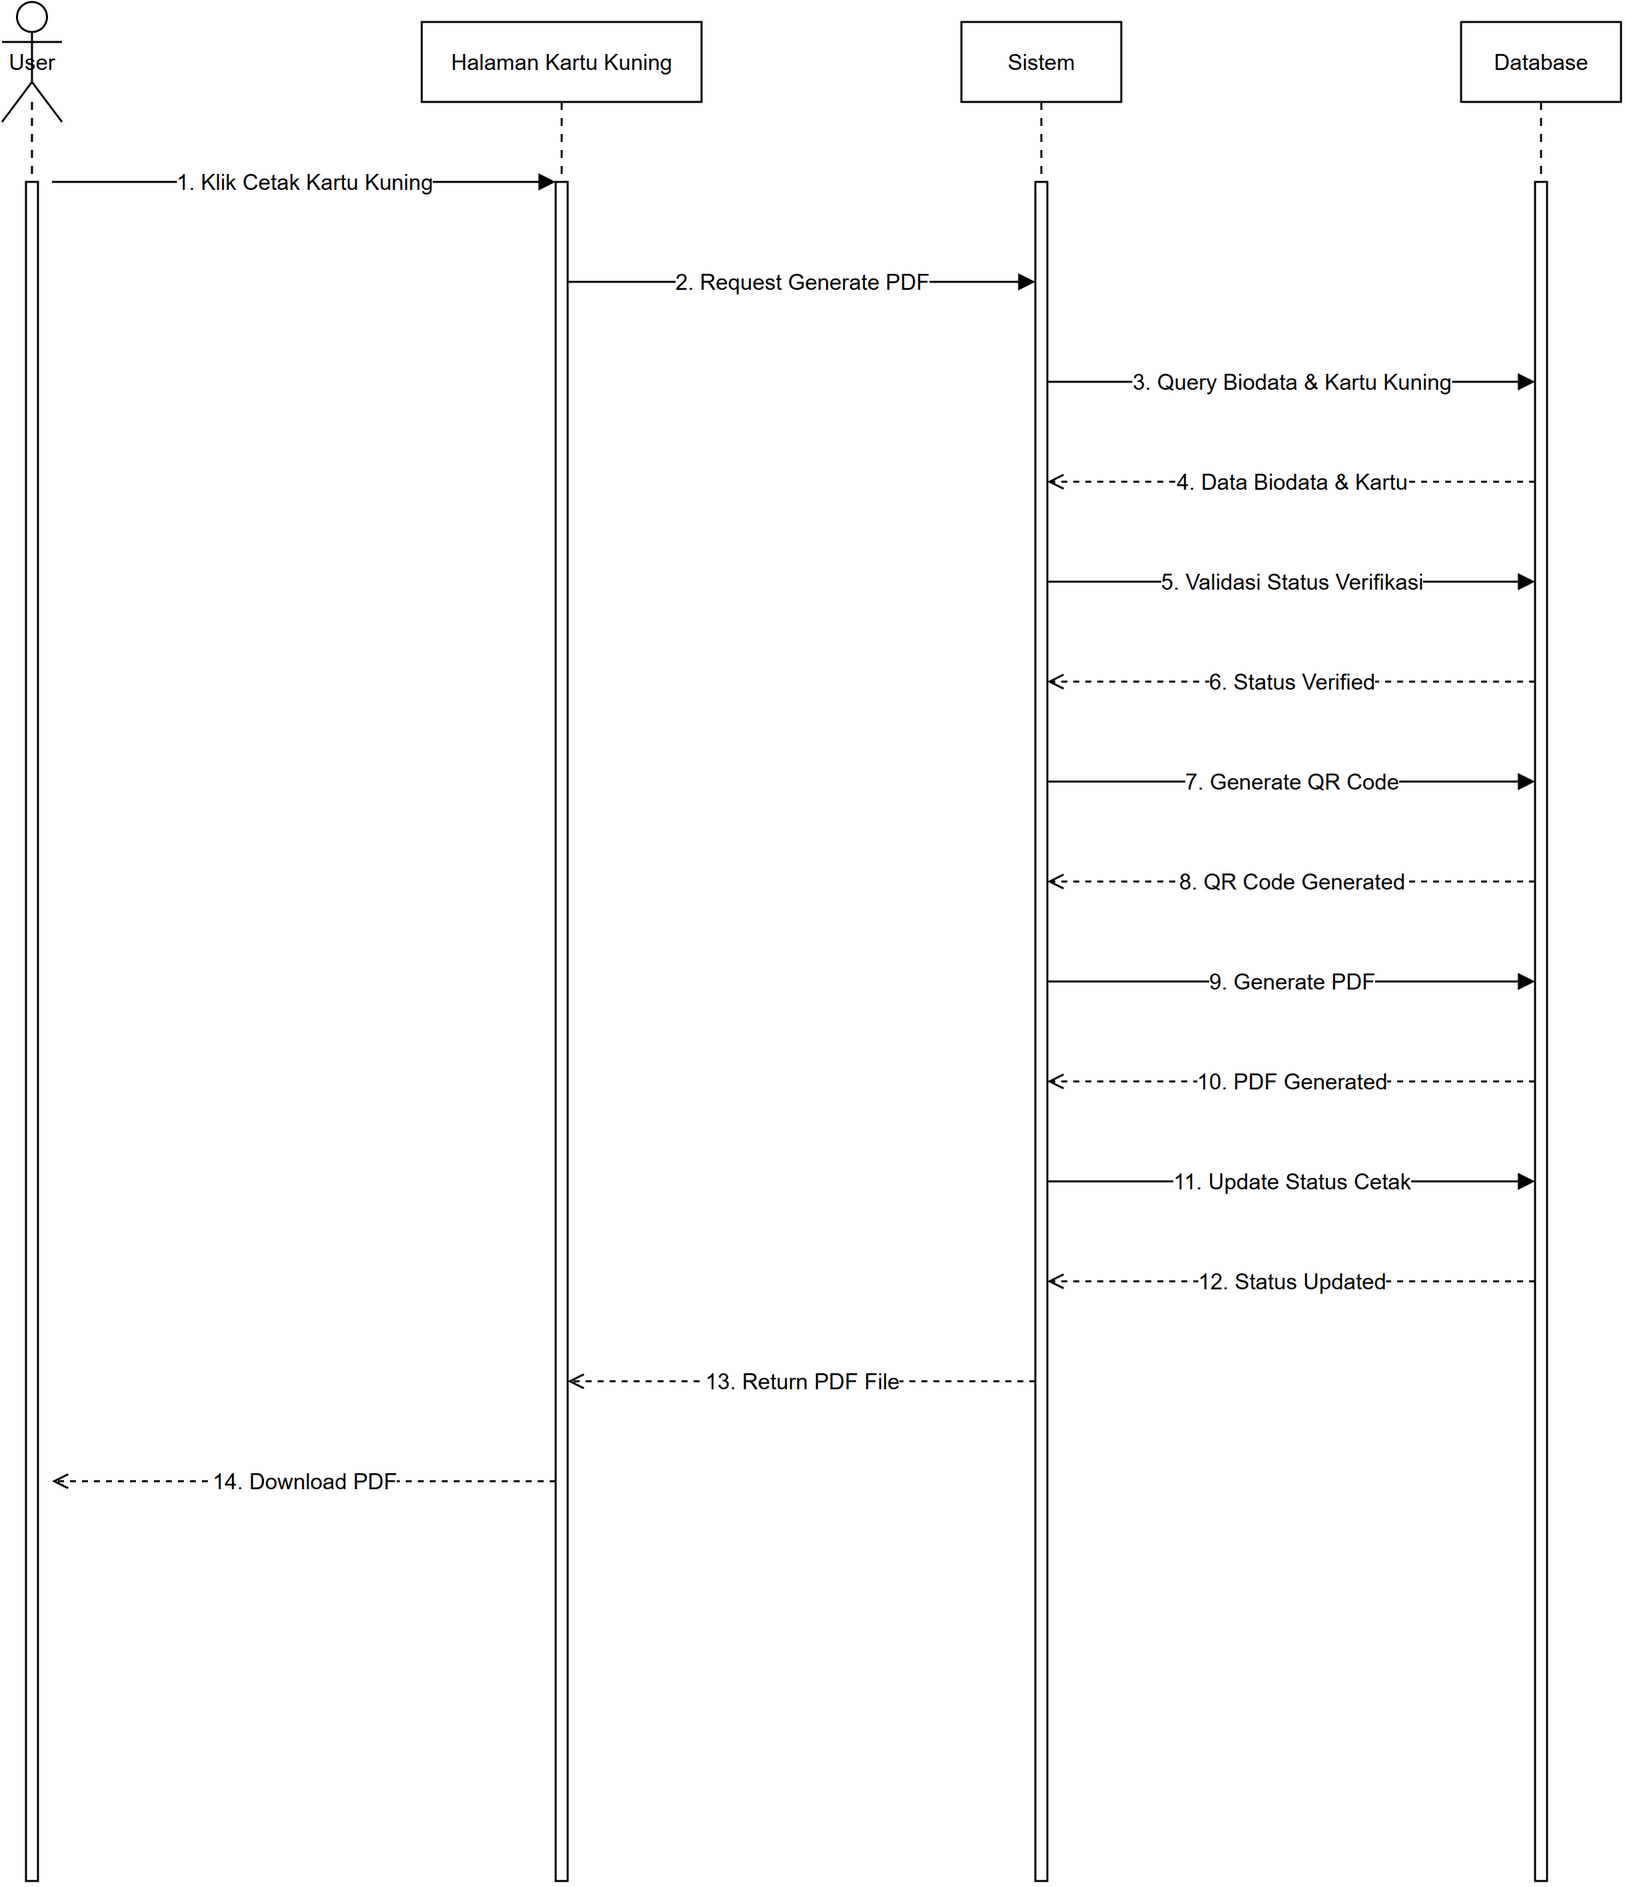 User
Halaman Kartu Kuning
Sistem
Database
1. Klik Cetak Kartu Kuning
2. Request Generate PDF
3. Query Biodata & Kartu Kuning
4. Data Biodata & Kartu
5. Validasi Status Verifikasi
6. Status Verified
7. Generate QR Code
8. QR Code Generated
9. Generate PDF
10. PDF Generated
11. Update Status Cetak
12. Status Updated
13. Return PDF File
14. Download PDF